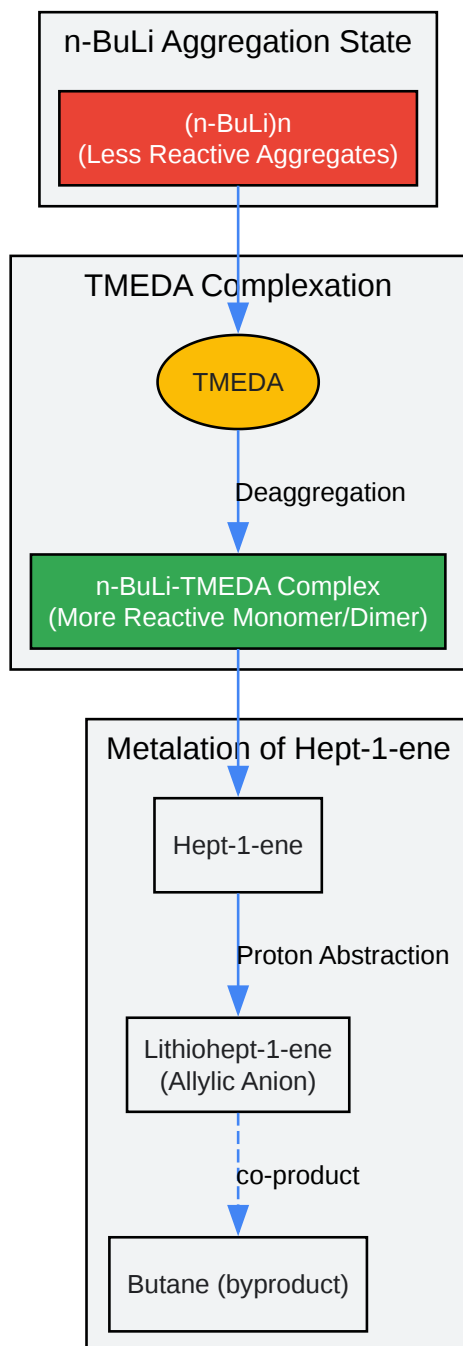 n-BuLi Aggregation State
(n-BuLi)n
(Less Reactive Aggregates)
TMEDA Complexation
TMEDA
Deaggregation
n-BuLi-TMEDA Complex
(More Reactive Monomer/Dimer)
Metalation of Hept-1-ene
Hept-1-ene
Proton Abstraction
Lithiohept-1-ene
(Allylic Anion)
co-product
Butane (byproduct)